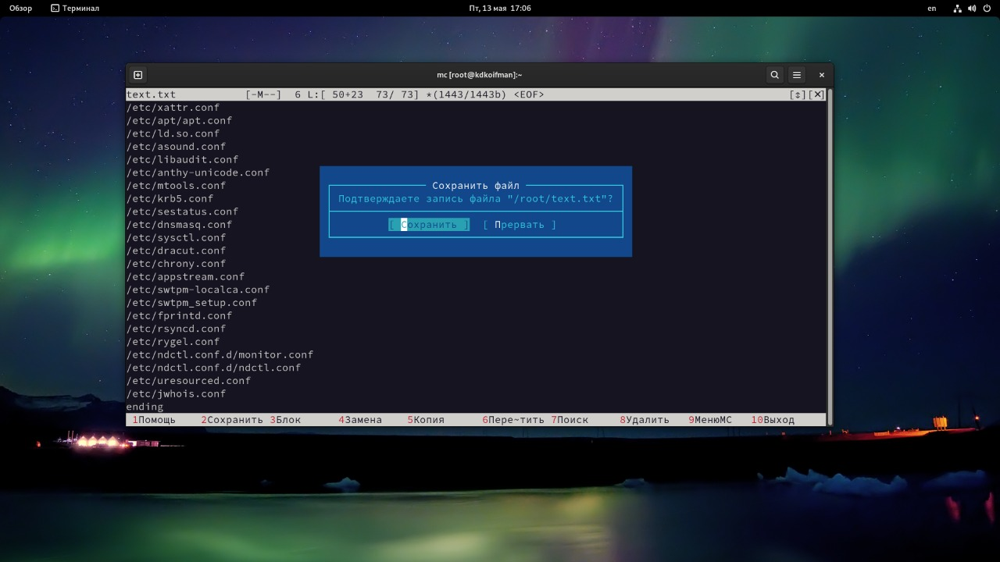 Обзор Терминал Пт, 13 мая 17:06 en
mc [root@kdkoifman]:~
text.txt [-M--] 6 L:[ 50+23 73/ 73] *(1443/1443b) <EOF> [↕][X]
/etc/xattr.conf
/etc/apt/apt.conf
/etc/ld.so.conf
/etc/asound.conf
/etc/libaudit.conf
/etc/anthy-unicode.conf
/etc/mtools.conf
/etc/krb5.conf
/etc/sestatus.conf
/etc/dnsmasq.conf
/etc/sysctl.conf
/etc/dracut.conf
/etc/chrony.conf
/etc/appstream.conf
/etc/swtpm-localca.conf
/etc/swtpm_setup.conf
/etc/fprintd.conf
/etc/rsyncd.conf
/etc/rygel.conf
/etc/ndctl.conf.d/monitor.conf
/etc/ndctl.conf.d/ndctl.conf
/etc/uresourced.conf
/etc/jwhois.conf
ending
Сохранить файл
Подтверждаете запись файла "/root/text.txt"?
[ Сохранить ] [ Прервать ]
1Помощь 2Сохранить 3Блок 4Замена 5Копия 6Пере~тить 7Поиск 8Удалить 9МенюMC 10Выход